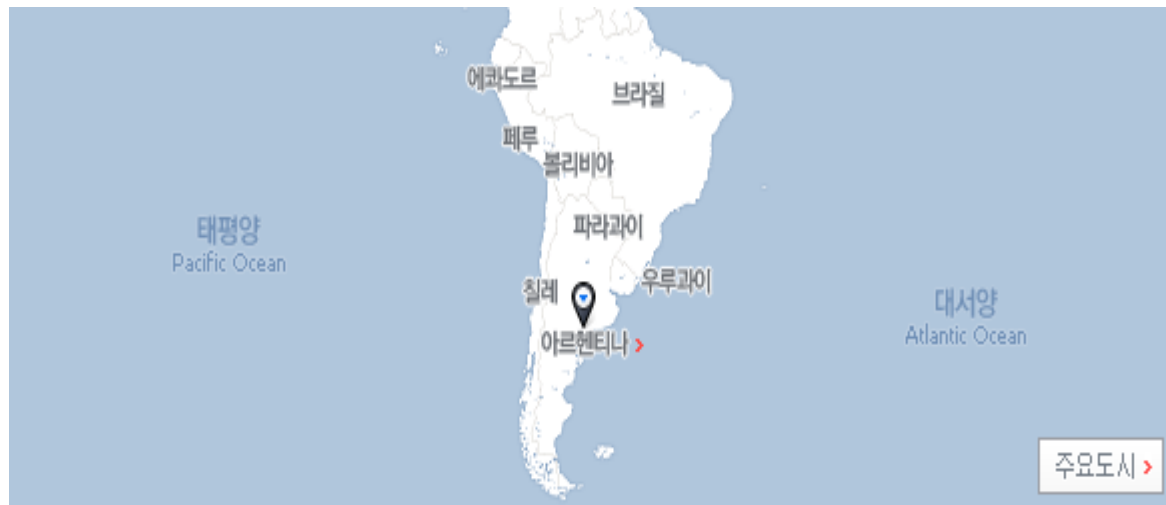 에콰도르
브라질
페루
볼리비아
태평양
Pacific Ocean
파라과이
칠레
우루과이
대서양
Atlantic Ocean
아르헨티나
주요도시